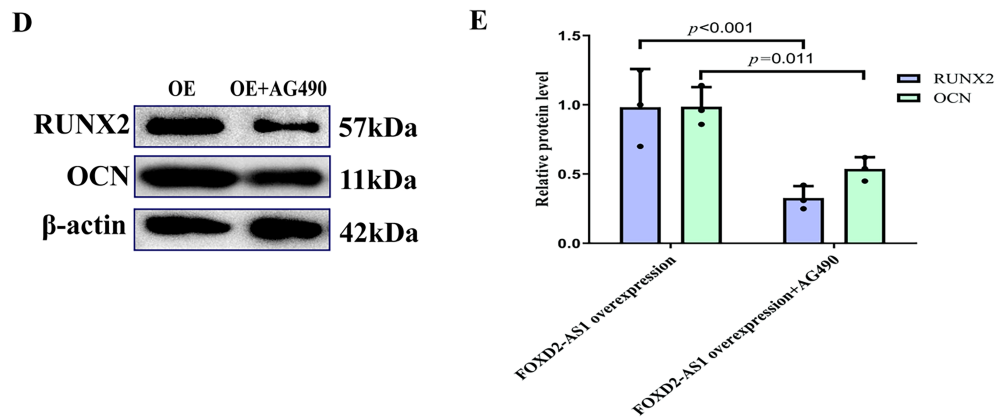 D
OE OE+AG490
RUNX2 57kDa
OCN 11kDa
β-actin 42kDa
E
Relative protein level
1.5
1.0
0.5
0.0
p<0.001
p=0.011
RUNX2
OCN
FOXD2-AS1 overexpression
FOXD2-AS1 overexpression+AG490